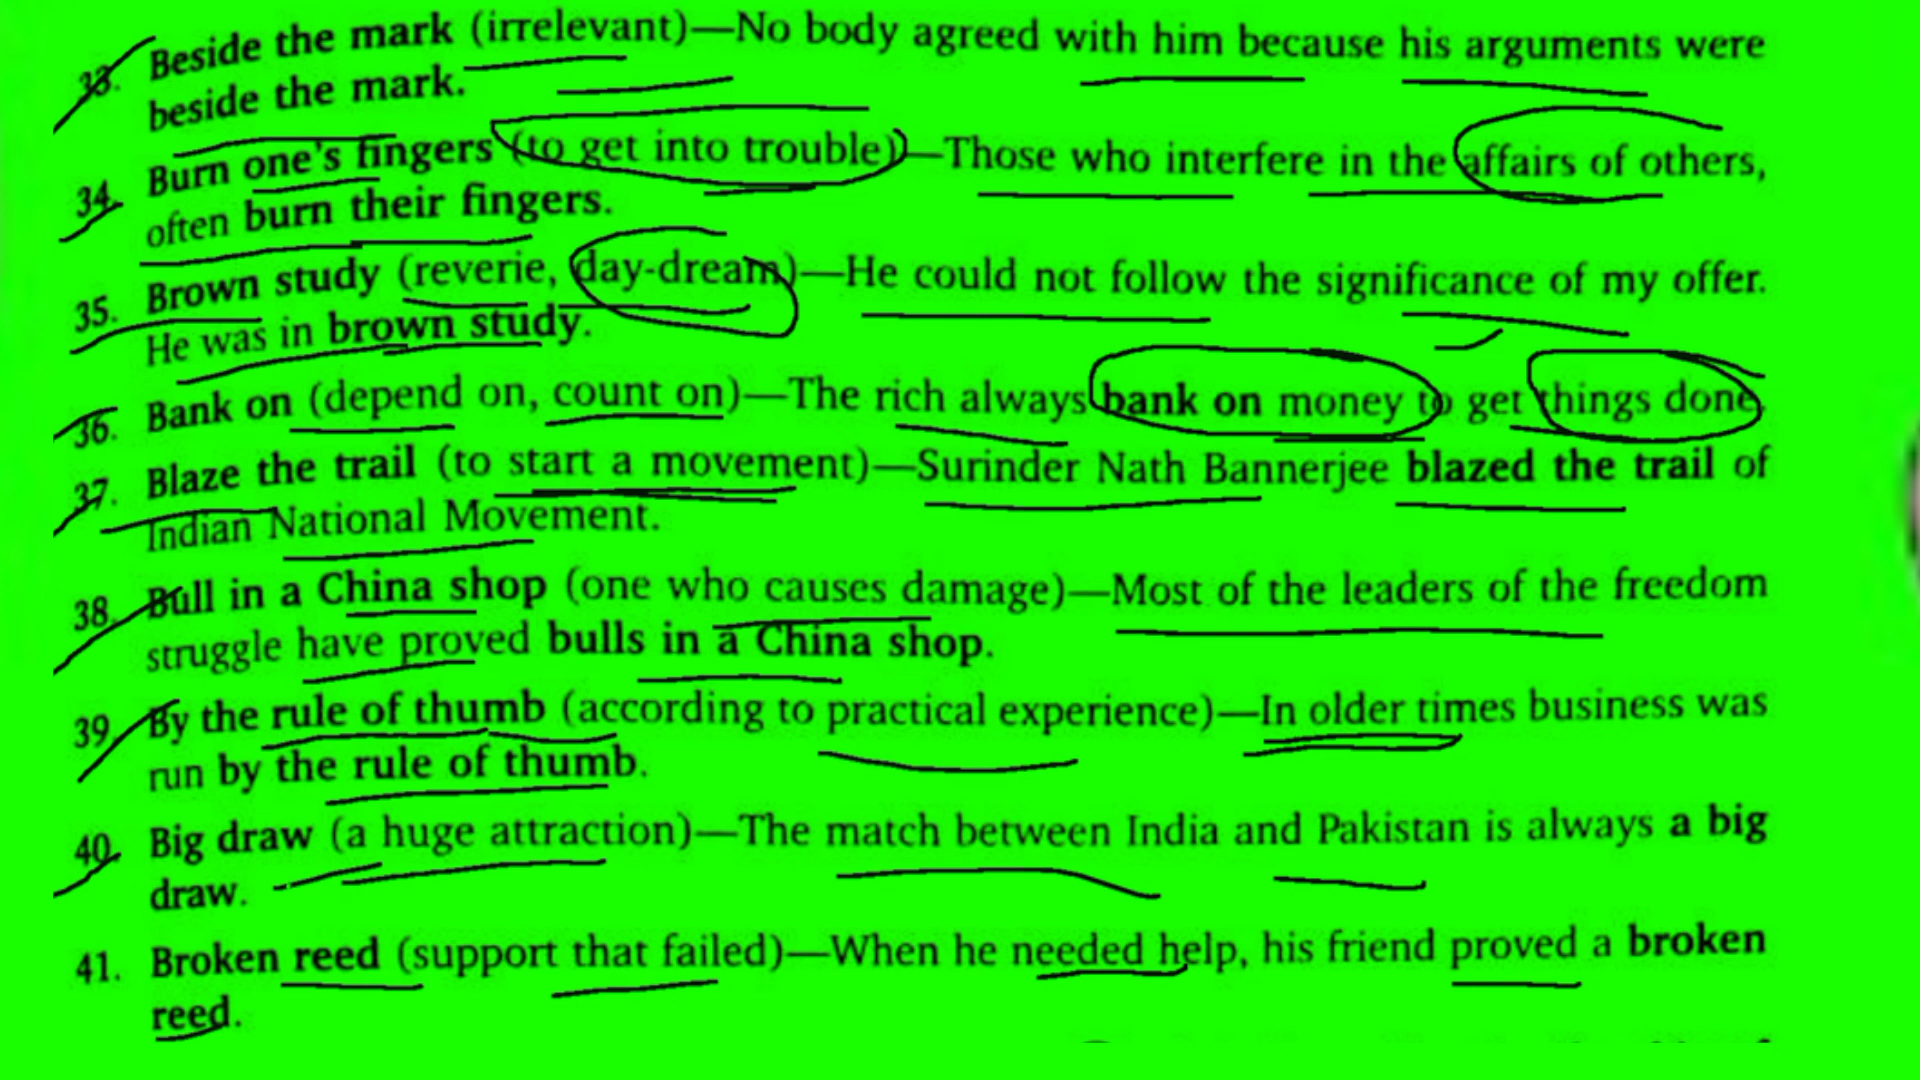 33. Beside the mark (irrelevant)—No body agreed with him because his arguments were
beside the mark.
34. Burn one's fingers (to get into trouble)—Those who interfere in the affairs of others,
often burn their fingers.
35. Brown study (reverie, day-dream)—He could not follow the significance of my offer.
He was in brown study.
36. Bank on (depend on, count on)—The rich always bank on money to get things done.
37. Blaze the trail (to start a movement)—Surinder Nath Bannerjee blazed the trail of
Indian National Movement.
38. Bull in a China shop (one who causes damage)—Most of the leaders of the freedom
struggle have proved bulls in a China shop.
39. By the rule of thumb (according to practical experience)—In older times business was
run by the rule of thumb.
40. Big draw (a huge attraction)—The match between India and Pakistan is always a big
draw.
41. Broken reed (support that failed)—When he needed help, his friend proved a broken
reed.